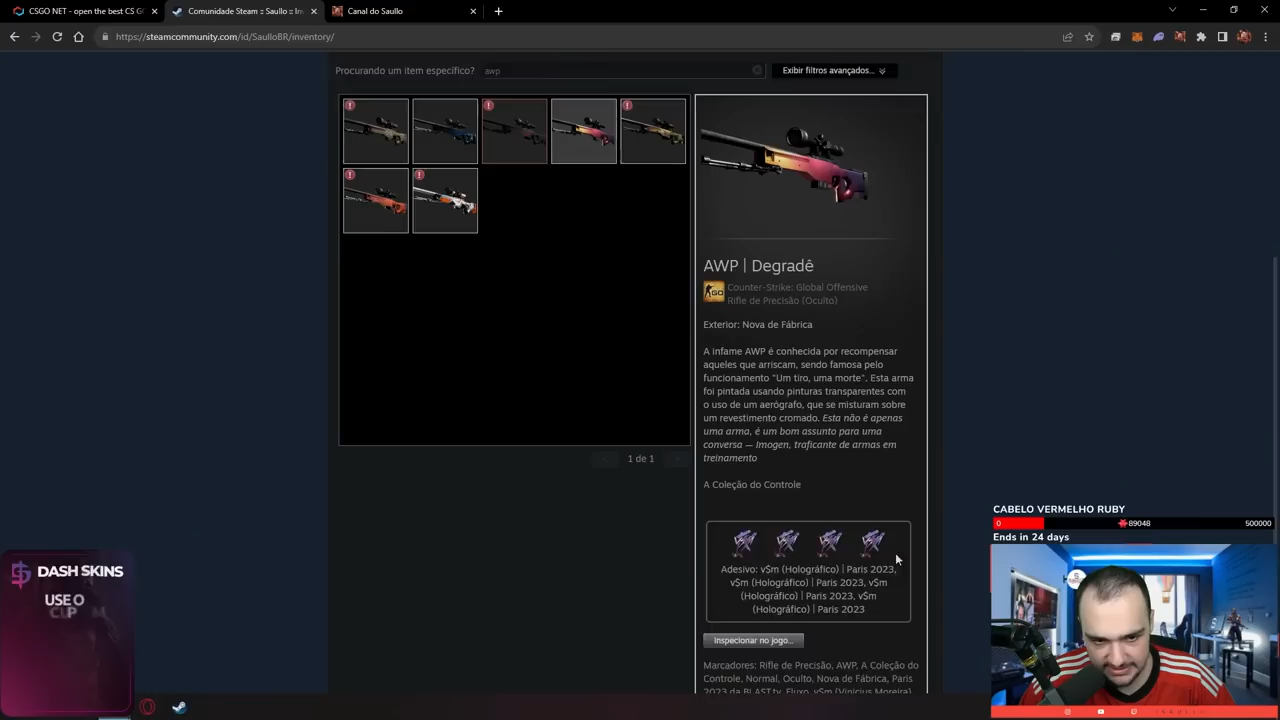 CSGO NET - open the best CS G
Comunidade Steam :: Saullo :: In
Canal do Saullo
https://steamcommunity.com/id/SaulloBR/inventory/
Procurando um item específico?
awp
Exibir filtros avançados...
AWP | Degradê
Counter-Strike: Global Offensive
Rifle de Precisão (Oculto)
Exterior: Nova de Fábrica
A infame AWP é conhecida por recompensar
aqueles que arriscam, sendo famosa pelo
funcionamento "Um tiro, uma morte". Esta arma
foi pintada usando pinturas transparentes com
o uso de um aerógrafo, que se misturam sobre
um revestimento cromado. Esta não é apenas
uma arma, é um bom assunto para uma
conversa — Imogen, traficante de armas em
treinamento
1 de 1
A Coleção do Controle
Adesivo: v$m (Holográfico) | Paris 2023,
v$m (Holográfico) | Paris 2023, v$m
(Holográfico) | Paris 2023, v$m
(Holográfico) | Paris 2023
Inspecionar no jogo...
Marcadores: Rifle de Precisão, AWP, A Coleção do
Controle, Normal, Oculto, Nova de Fábrica, Paris
2023 da BLAST.tv, Fluxo, v$m (Vinicius Moreira)
CABELO VERMELHO RUBY
0 89048 500000
Ends in 24 days
DASH SKINS
USE O